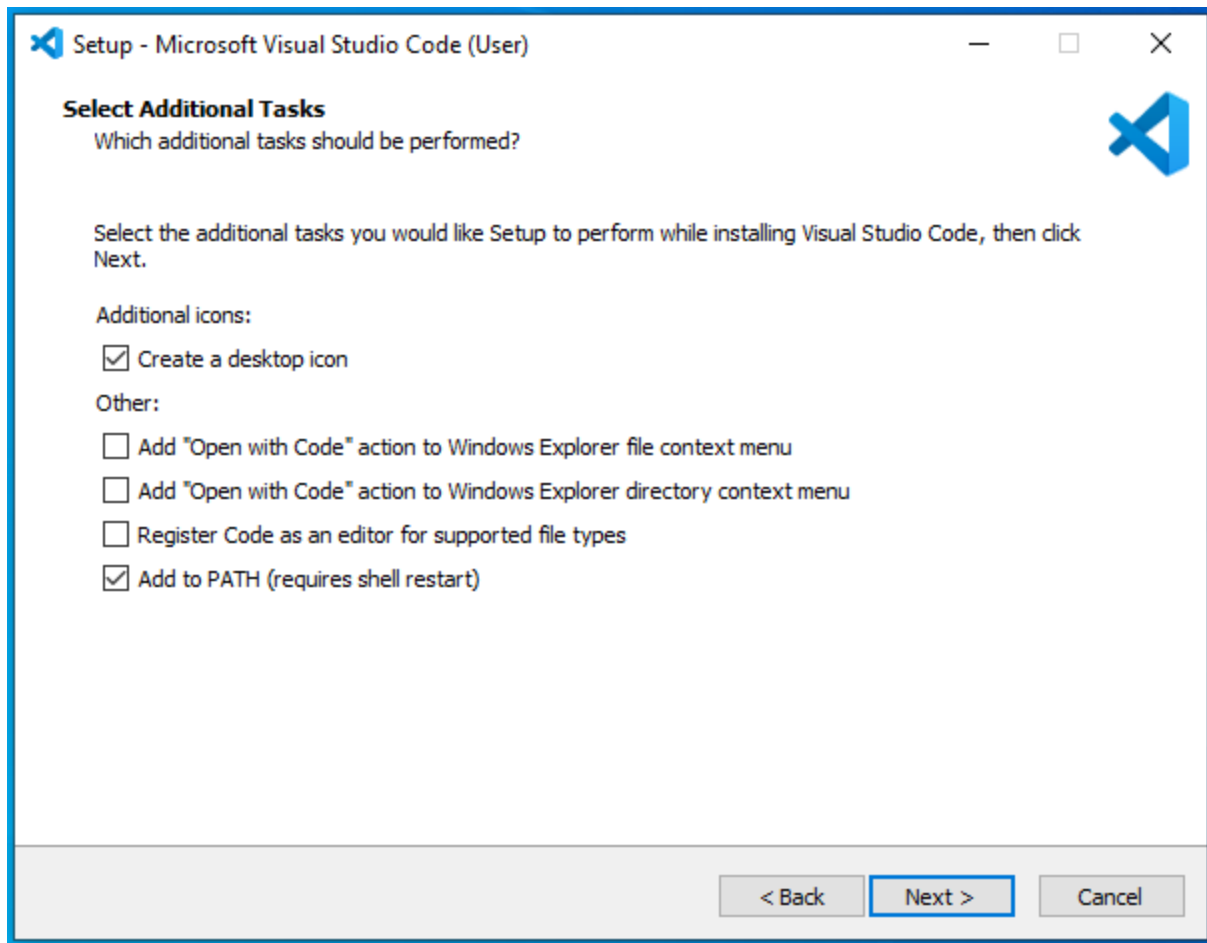 Setup - Microsoft Visual Studio Code (User)
Select Additional Tasks
Which additional tasks should be performed?
Select the additional tasks you would like Setup to perform while installing Visual Studio Code, then click
Next.
Additional icons:
Create a desktop icon
Other:
Add "Open with Code" action to Windows Explorer file context menu
Add "Open with Code" action to Windows Explorer directory context menu
Register Code as an editor for supported file types
Add to PATH (requires shell restart)
< Back
Next >
Cancel